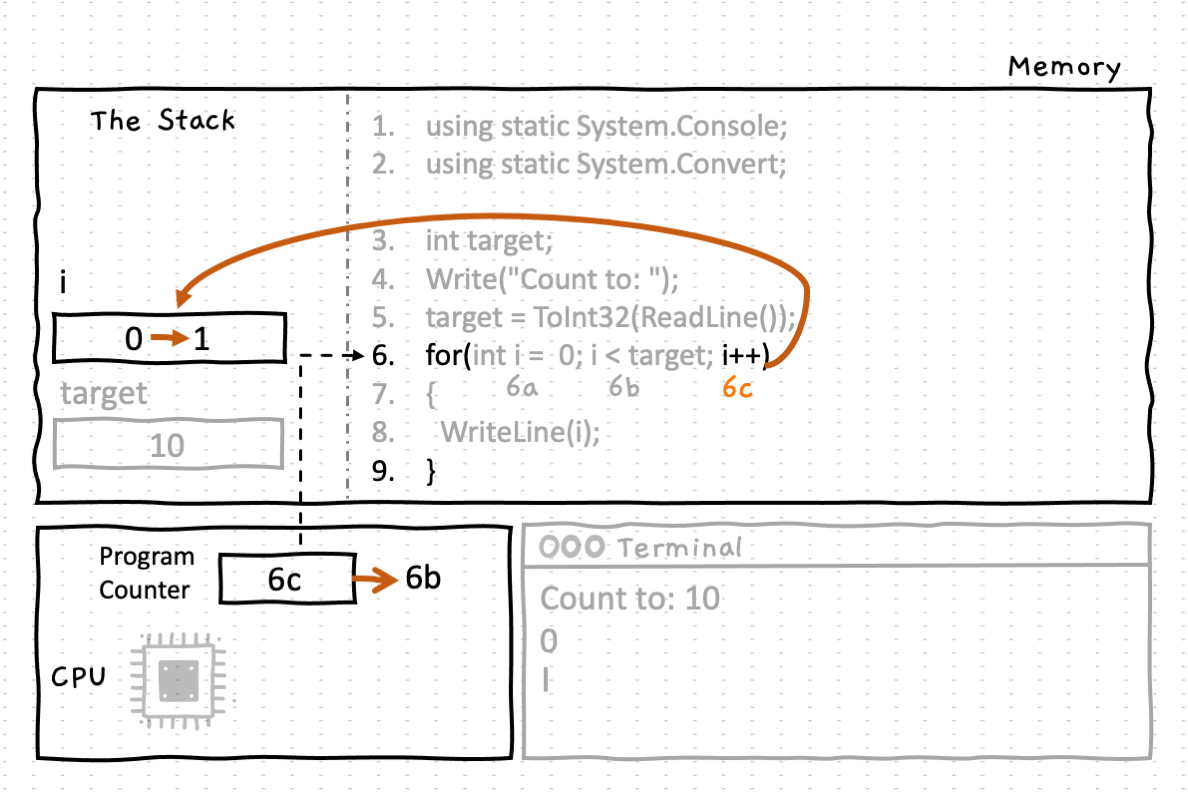 Memory
The Stack
1. using static System.Console;
2. using static System.Convert;
3. int target;
4. Write("Count to: ");
5. target = ToInt32(ReadLine());
6. for(int i = 0; i < target; i++)
6a 6b 6c
7. {
8. WriteLine(i);
9. }
i
0 1
target
10
Program
Counter
6c 6b
CPU
Terminal
Count to: 10
0
1